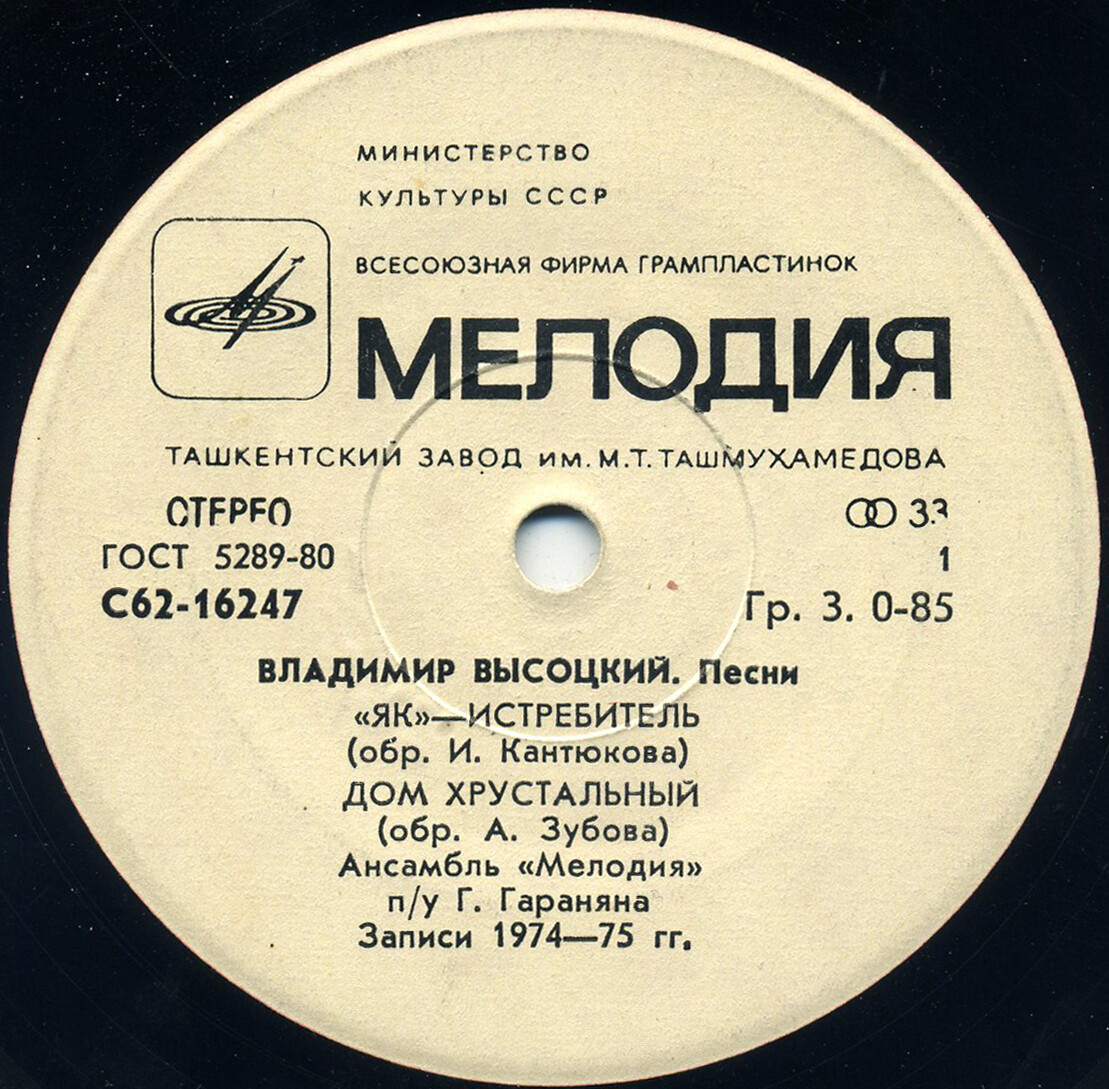 МИНИСТЕРСТВО
КУЛЬТУРЫ СССР
ВСЕСОЮЗНАЯ ФИРМА ГРАМПЛАСТИНОК
МЕЛОДИЯ
ТАШКЕНТСКИЙ ЗАВОД ИМ. М. Т. ТАШМУХАМЕДОВА
СТЕРЕО 33
ГОСТ 5289-80 1
С62-16247 Гр. 3. 0-85
ВЛАДИМИР ВЫСОЦКИЙ. Песни
«ЯК»—ИСТРЕБИТЕЛЬ
(обр. И. Кантюкова)
ДОМ ХРУСТАЛЬНЫЙ
(обр. А. Зубова)
Ансамбль «Мелодия»
п/у Г. Гараняна
Записи 1974—75 гг.